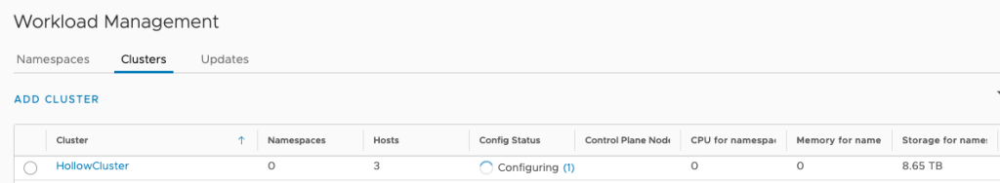 Workload Management
Namespaces Clusters Updates
ADD CLUSTER
Cluster Namespaces Hosts Config Status Control Plane Node CPU for namespa Memory for name Storage for name
HollowCluster 0 3 Configuring (1) 0 0 8.65 TB